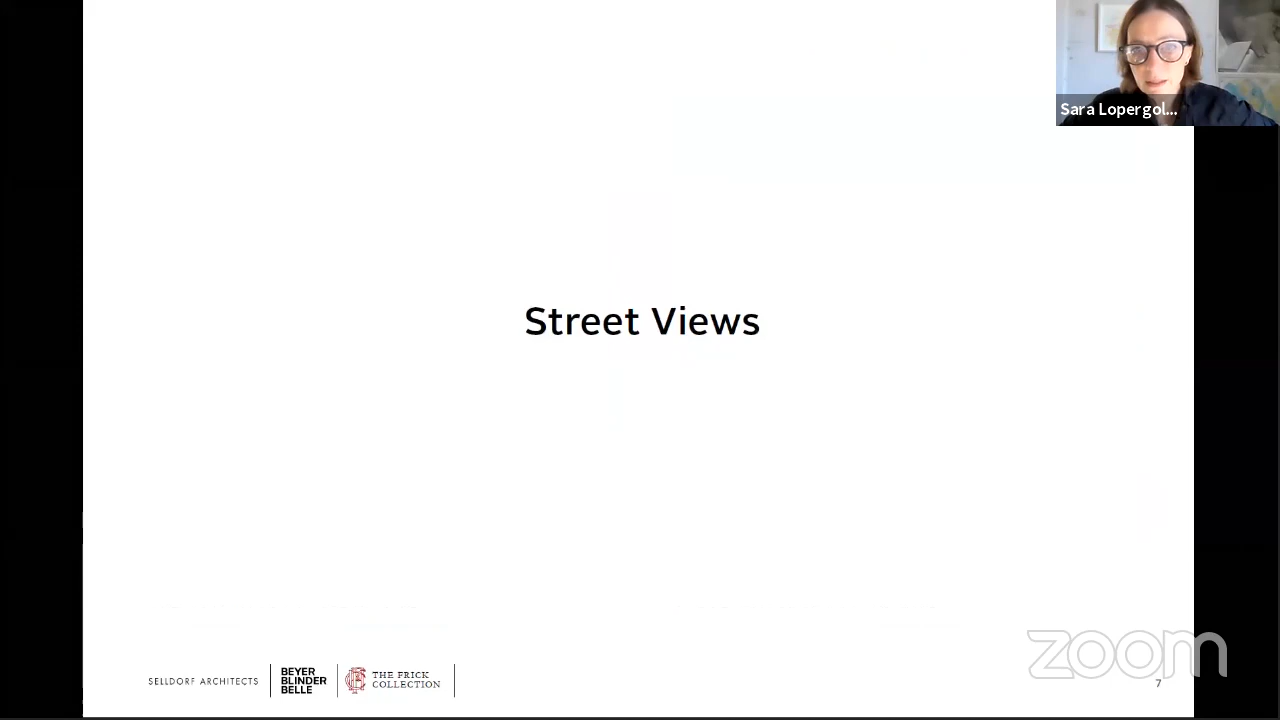 Sara Lopergol...
Street Views
SELLDORF ARCHITECTS
BEYER
BLINDER
BELLE
THE FRICK
COLLECTION
zoom
7